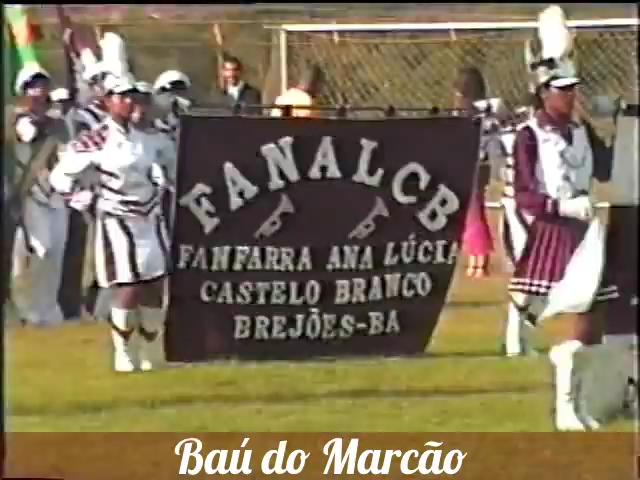 FANALCB
FANFARRA ANA LÚCIA
CASTELO BRANCO
BREJÕES-BA
Baú do Marcão